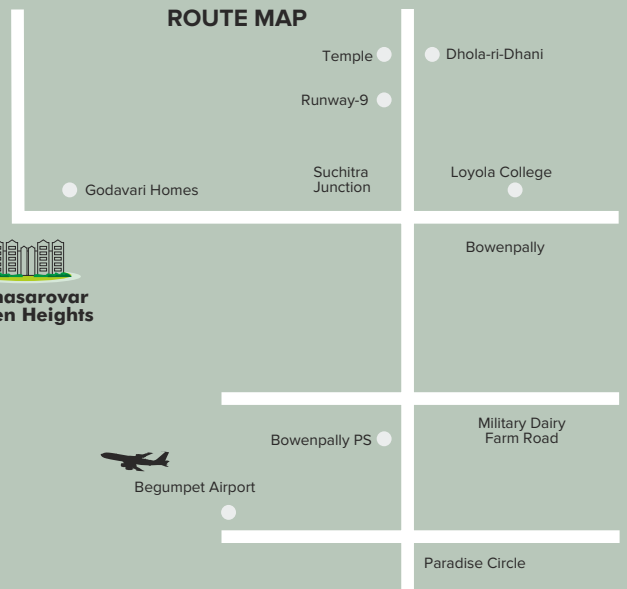 ROUTE MAP
Temple
Dhola-ri-Dhani
Runway-9
Suchitra
Junction
Loyola College
Godavari Homes
Bowenpally
Heights
Military Dairy
Farm Road
Bowenpally PS
Begumpet Airport
Paradise Circle